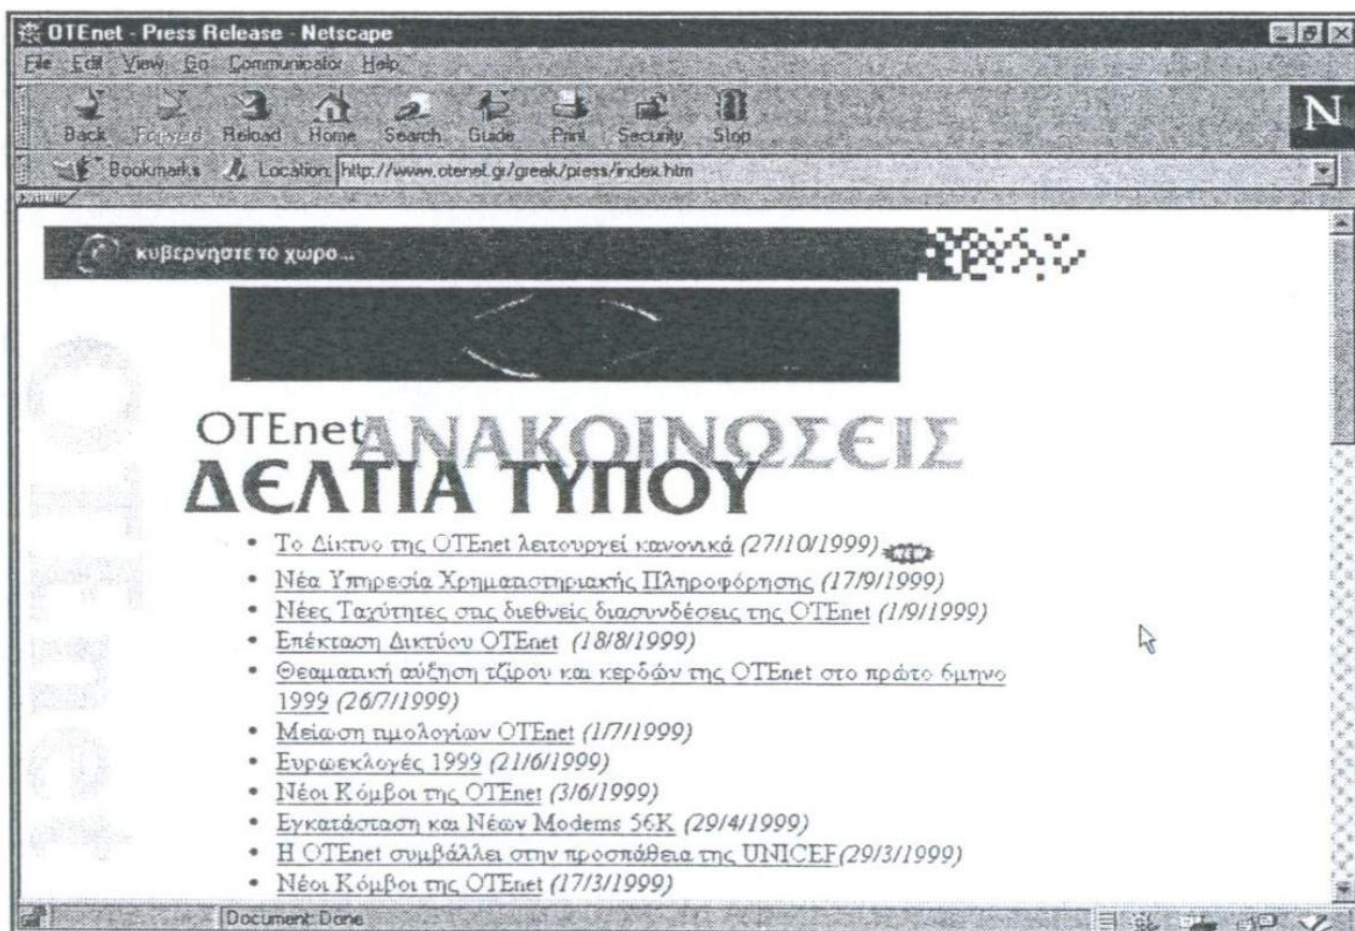 OTEnet - Press Release - Netscape
File Edit View Go Communicator Help
Back Forward Reload Home Search Guide Print Security Stop
N
Bookmarks Location: http://www.otenet.gr/greek/press/index.htm
κυβερνηστε το χωρο...
OTEnet
ΑΝΑΚΟΙΝΩΣΕΙΣ
ΔΕΛΤΙΑ ΤΥΠΟΥ
• Το Δίκτυο της OTEnet λειτουργεί κανονικά (27/10/1999) NEW
• Νέα Υπηρεσία Χρηματιστηριακής Πληροφόρησης (17/9/1999)
• Νέες Ταχύτητες στις διεθνείς διασυνδέσεις της OTEnet (1/9/1999)
• Επέκταση Δικτύου OTEnet (18/8/1999)
• Θεαματική αύξηση τζίρου και κερδών της OTEnet στο πρώτο 6μηνο
1999 (26/7/1999)
• Μείωση τιμολογίων OTEnet (1/7/1999)
• Ευρωεκλογές 1999 (21/6/1999)
• Νέοι Κόμβοι της OTEnet (3/6/1999)
• Εγκατάσταση και Νέων Modems 56K (29/4/1999)
• Η OTEnet συμβάλλει στην προσπάθεια της UNICEF(29/3/1999)
• Νέοι Κόμβοι της OTEnet (17/3/1999)
Document: Done